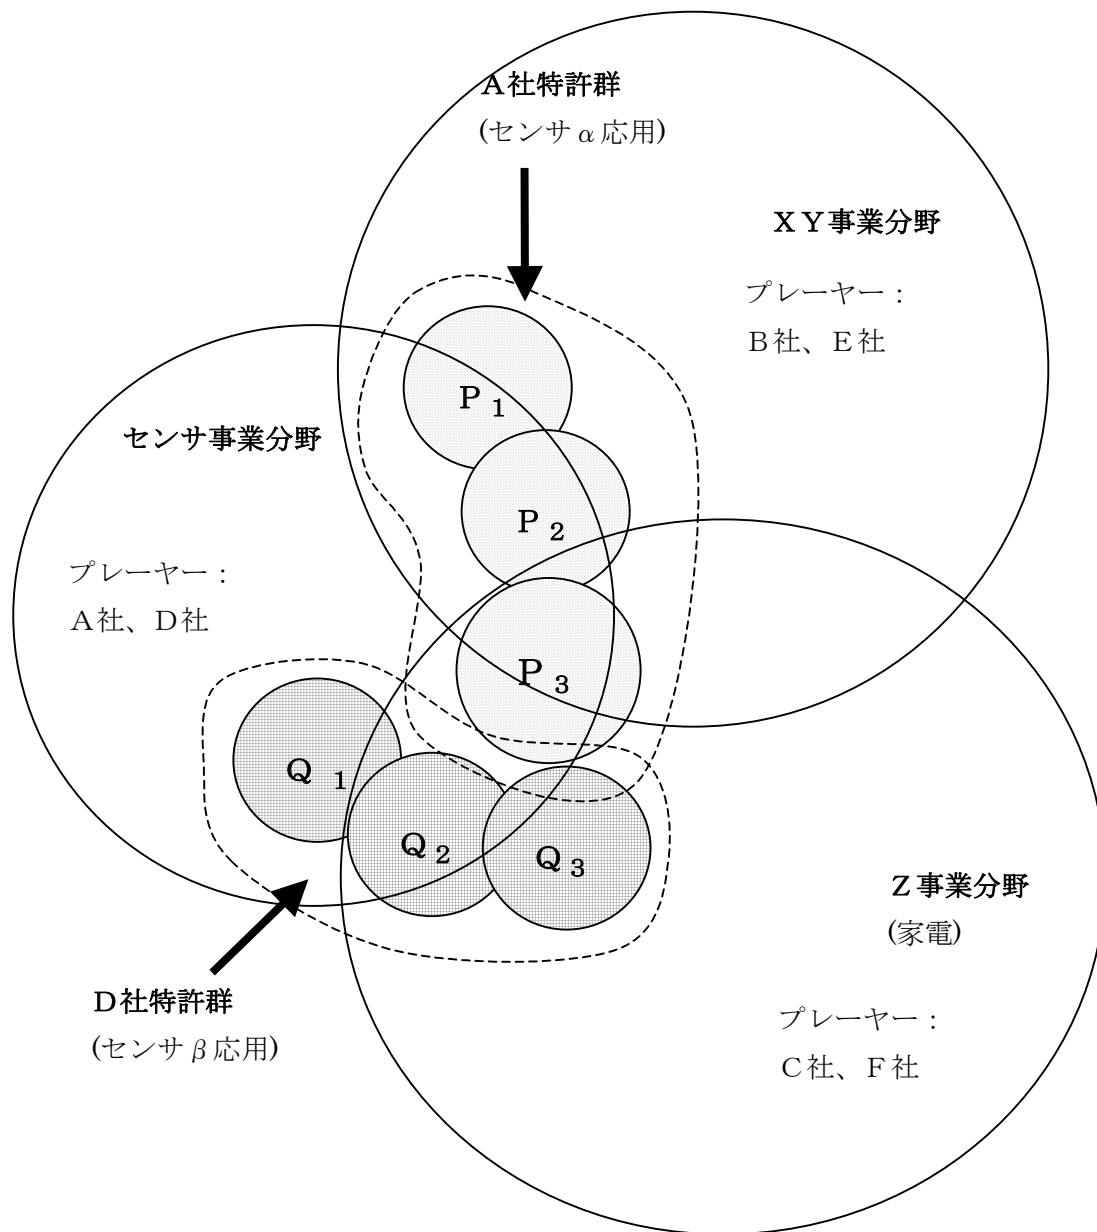 A社特許群
(センサα応用)
XY事業分野
プレーヤー：
B社、E社
P1
センサ事業分野
P2
プレーヤー：
A社、D社
P3
Q1
Q2
Q3
Z事業分野
(家電)
D社特許群
(センサβ応用)
プレーヤー：
C社、F社